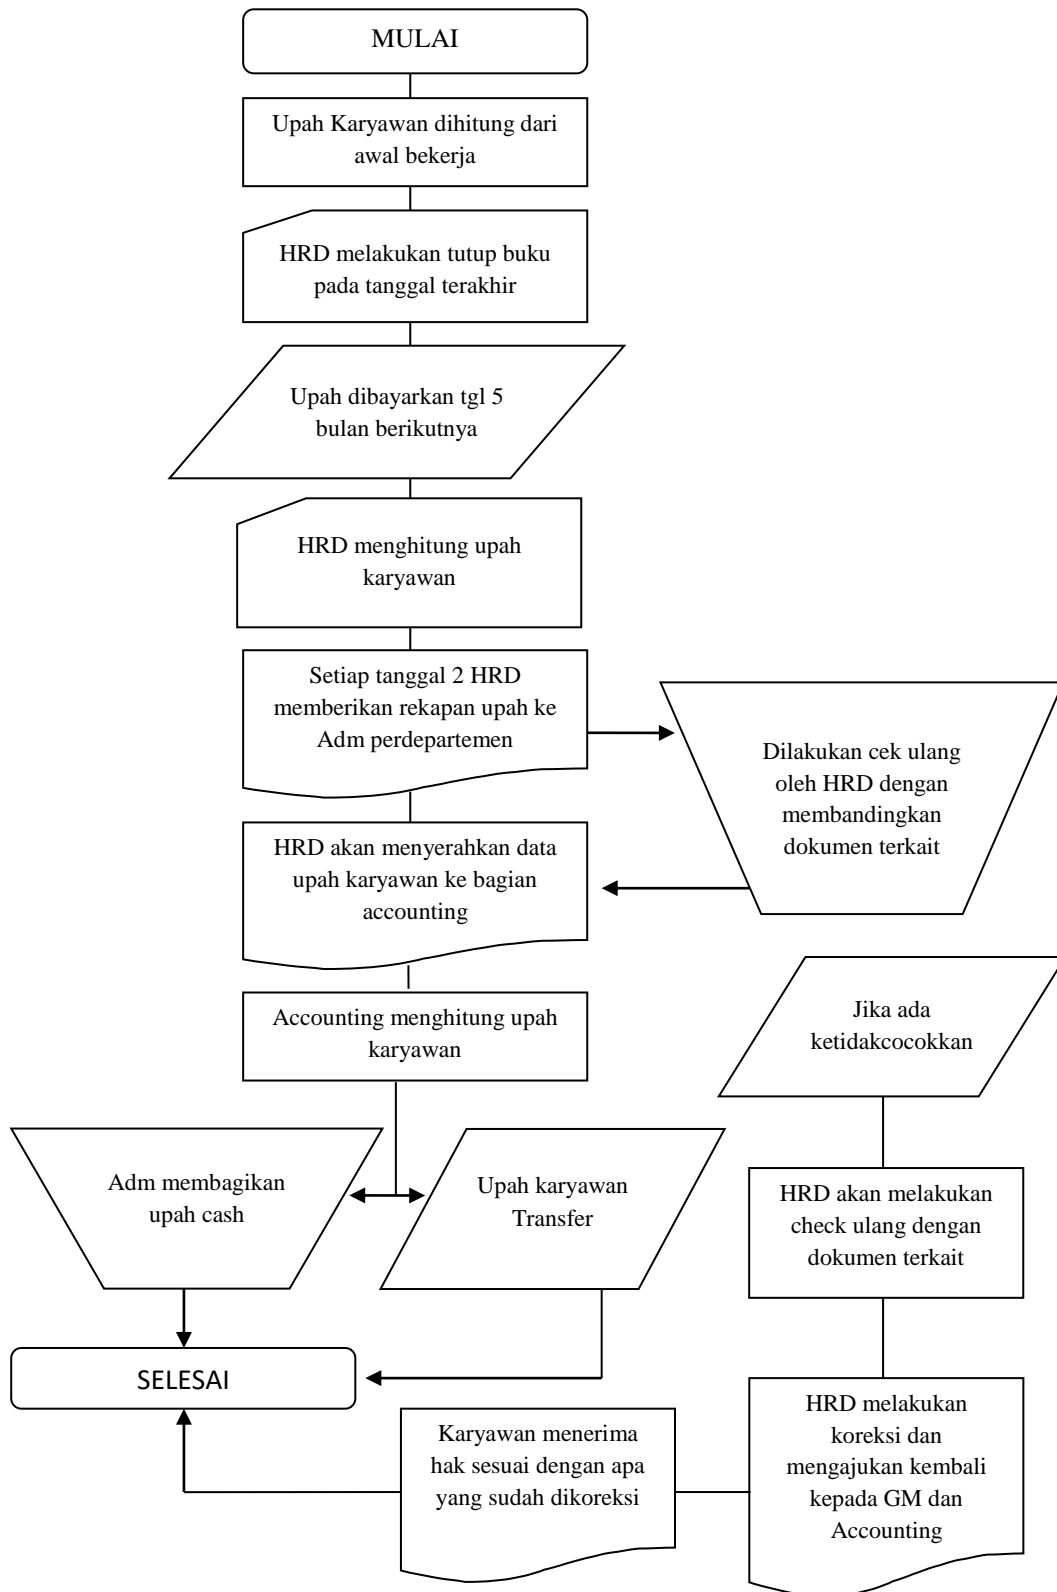 MULAI
Upah Karyawan dihitung dari
awal bekerja
HRD melakukan tutup buku
pada tanggal terakhir
Upah dibayarkan tgl 5
bulan berikutnya
HRD menghitung upah
karyawan
Setiap tanggal 2 HRD
memberikan rekapan upah ke
Adm perdepartemen
Dilakukan cek ulang
oleh HRD dengan
membandingkan
dokumen terkait
HRD akan menyerahkan data
upah karyawan ke bagian
accounting
Accounting menghitung upah
karyawan
Jika ada
ketidakcocokkan
Adm membagikan
upah cash
Upah karyawan
Transfer
HRD akan melakukan
check ulang dengan
dokumen terkait
SELESAI
HRD melakukan
koreksi dan
mengajukan kembali
kepada GM dan
Accounting
Karyawan menerima
hak sesuai dengan apa
yang sudah dikoreksi